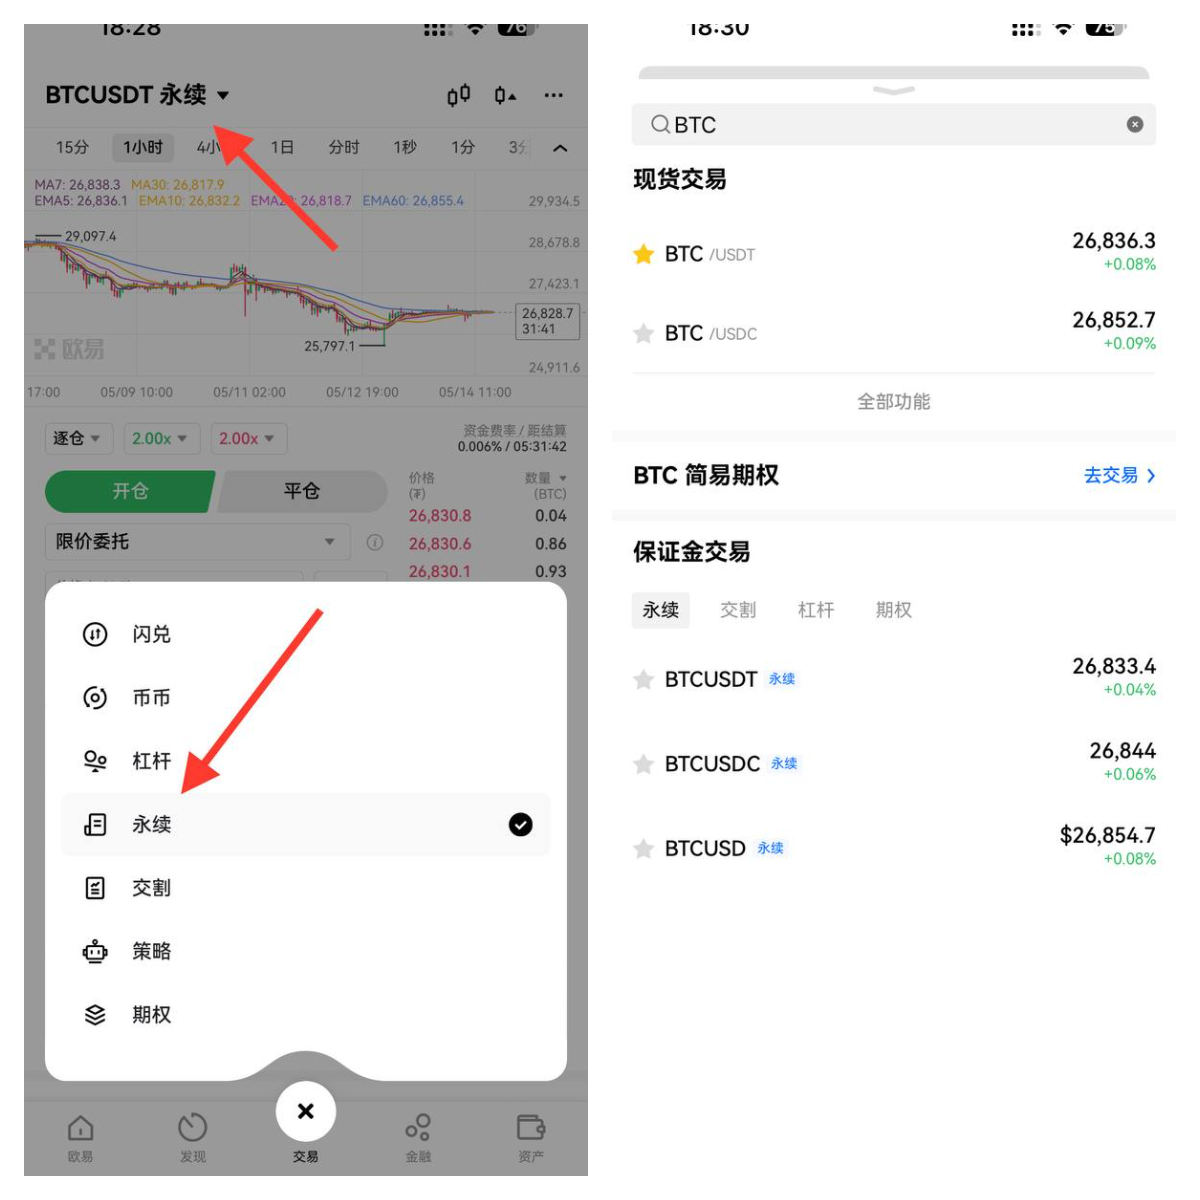 18:28
76
BTCUSDT 永续
15分 1小时 4小 1日 分时 1秒 1分 3分
MA7: 26,838.3 MA30: 26,817.9
EMA5: 26,836.1 EMA10: 26,832.2 EMA20: 26,818.7 EMA60: 26,855.4
29,934.5
29,097.4
28,678.8
27,423.1
26,828.7
31:41
25,797.1
欧易
24,911.6
17:00 05/09 10:00 05/11 02:00 05/12 19:00 05/14 11:00
逐仓 2.00x 2.00x
资金费率 / 距结算
0.006% / 05:31:42
开仓 平仓
价格 数量
(₮) (BTC)
26,830.8 0.04
限价委托
26,830.6 0.86
26,830.1 0.93
闪兑
币币
杠杆
永续
交割
策略
期权
欧易 发现 交易 金融 资产
18:30
75
BTC
现货交易
BTC /USDT 26,836.3
+0.08%
BTC /USDC 26,852.7
+0.09%
全部功能
BTC 简易期权 去交易
保证金交易
永续 交割 杠杆 期权
BTCUSDT 永续 26,833.4
+0.04%
BTCUSDC 永续 26,844
+0.06%
BTCUSD 永续 $26,854.7
+0.08%